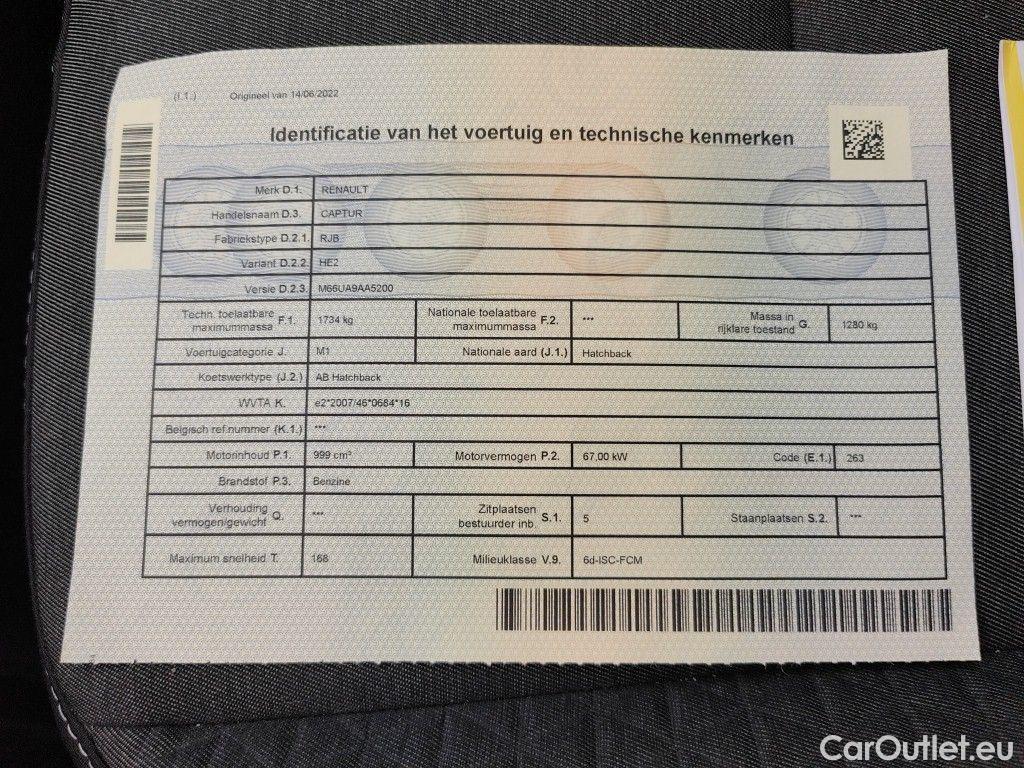 (I.1.) Origineel van 14/06/2022
Identificatie van het voertuig en technische kenmerken
Merk D.1. RENAULT
Handelsnaam D.3. CAPTUR
Fabriekstype D.2.1. RJB
Variant D.2.2. HE2
Versie D.2.3. M66UA9AA5200
Techn. toelaatbare maximummassa F.1. 1734 kg Nationale toelaatbare maximummassa F.2. *** Massa in rijklare toestand G. 1280 kg
Voertuigcategorie J. M1 Nationale aard (J.1.) Hatchback
Koetswerktype (J.2.) AB Hatchback
WVTA K. e2*2007/46*0684*16
Belgisch ref.nummer (K.1.) ***
Motorinhoud P.1. 999 cm³ Motorvermogen P.2. 67,00 kW Code (E.1.) 263
Brandstof P.3. Benzine
Verhouding vermogen/gewicht Q. *** Zitplaatsen bestuurder inb. S.1. 5 Staanplaatsen S.2. ***
Maximum snelheid T. 168 Milieuklasse V.9. 6d-ISC-FCM
CarOutlet.eu